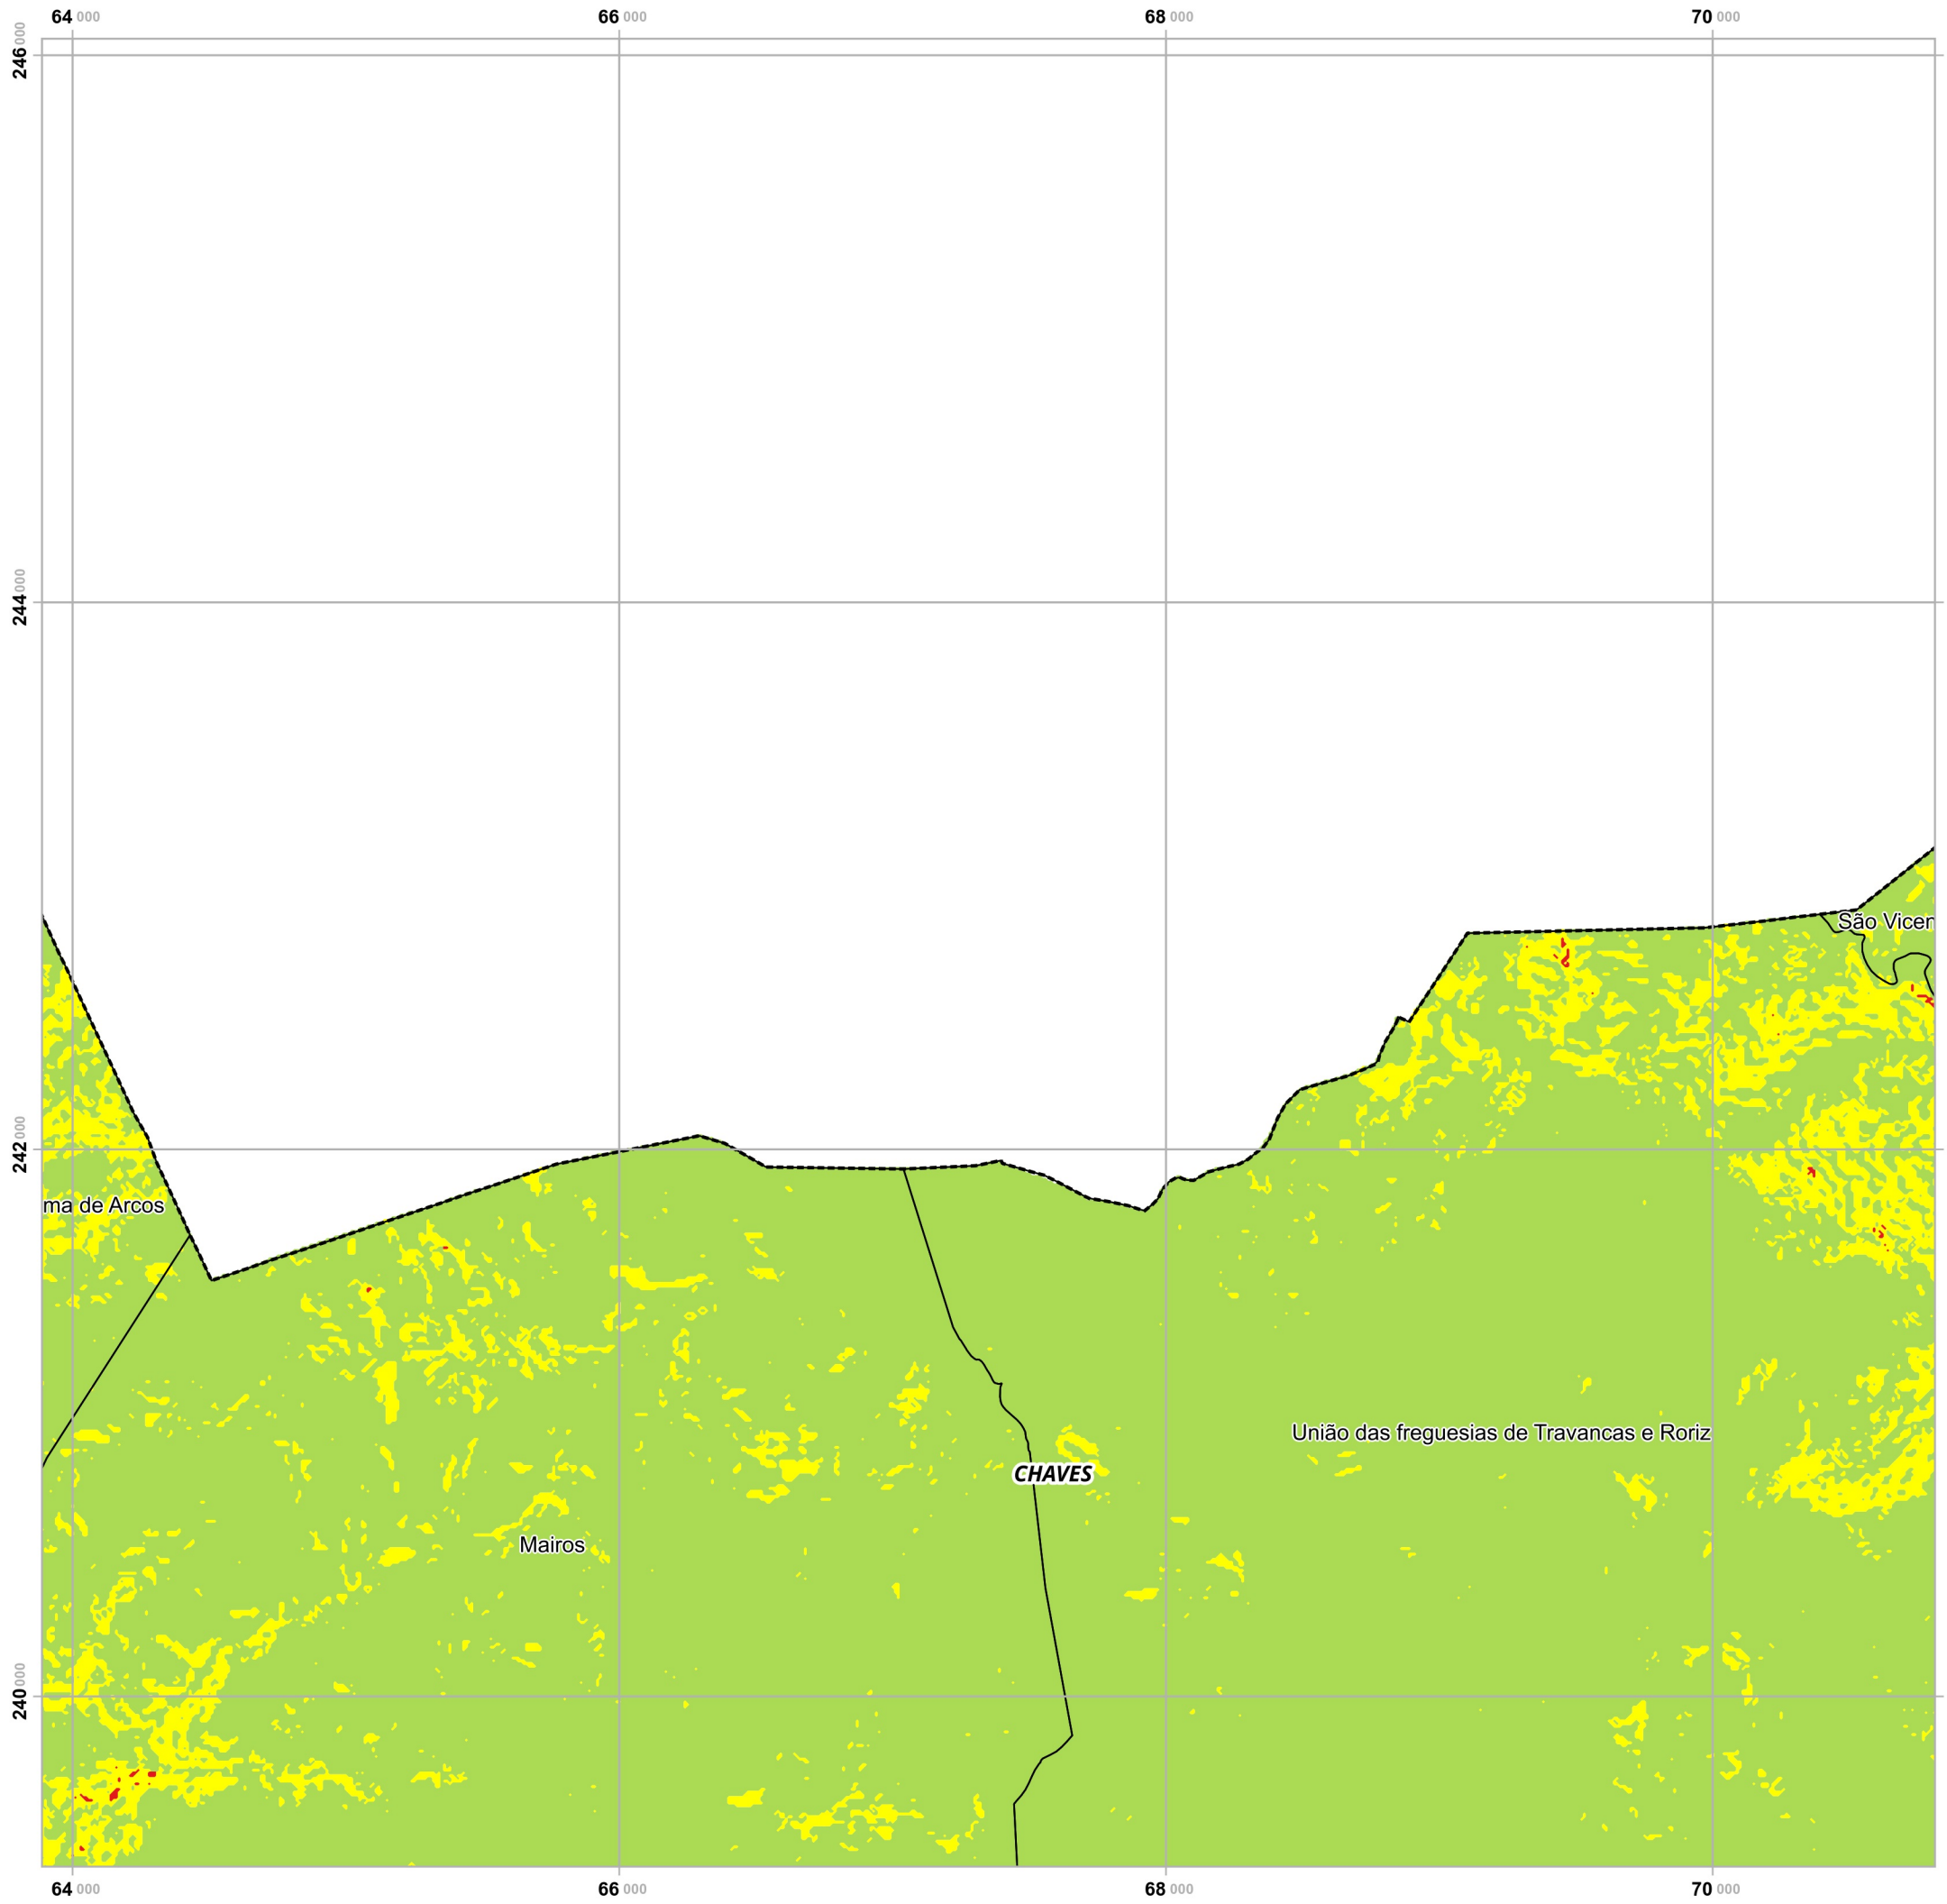 64 000 66 000 68 000 70 000
246 000
244 000
São Vicen
242 000
ma de Arcos
União das freguesias de Travancas e Roriz
CHAVES
Mairos
240 000
64 000 66 000 68 000 70 000